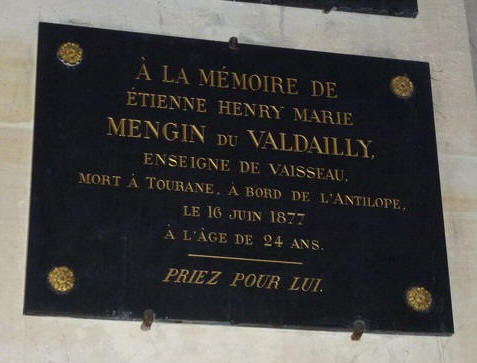 À LA MÉMOIRE DE
ÉTIENNE HENRY MARIE
MENGIN DU VALDAILLY,
ENSEIGNE DE VAISSEAU,
MORT À TOURANE, À BORD DE L'ANTILOPE,
LE 16 JUIN 1877
À L'ÂGE DE 24 ANS.
PRIEZ POUR LUI.